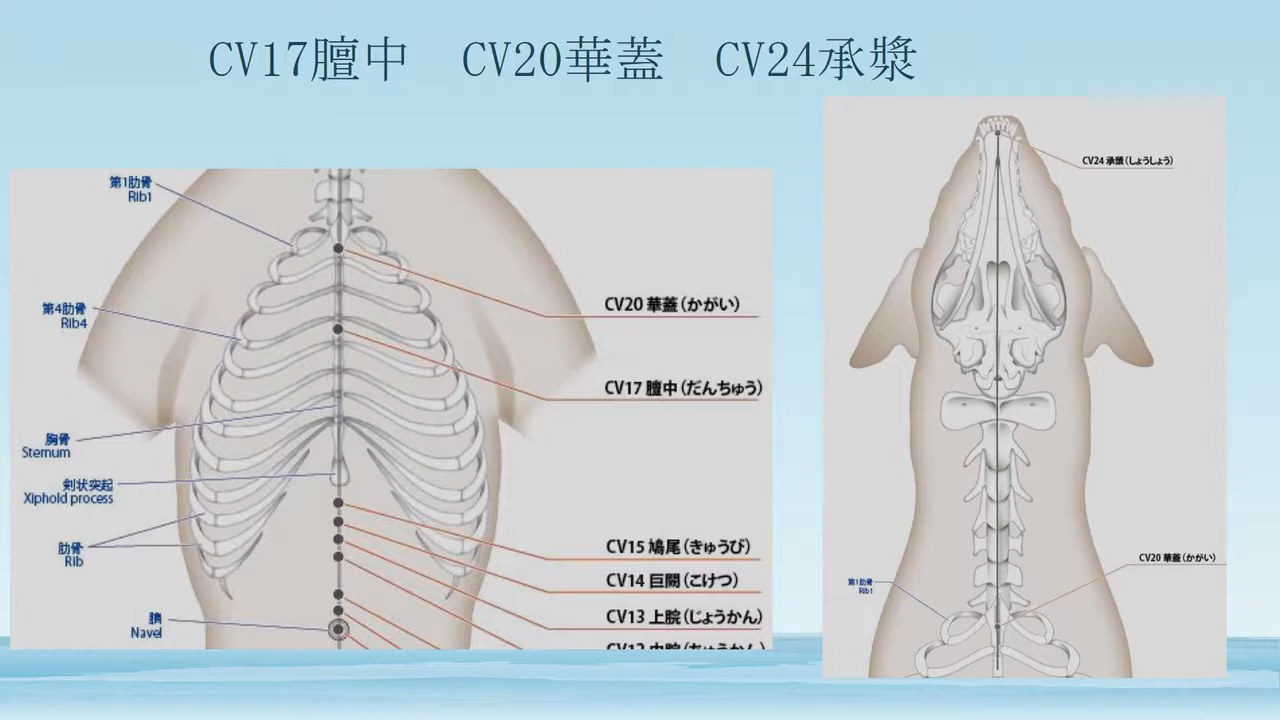 CV17膻中　CV20華蓋　CV24承漿
第1肋骨
Rib1
第4肋骨
Rib4
胸骨
Sternum
剣状突起
Xiphold process
肋骨
Rib
臍
Navel
CV20 華蓋(かがい)
CV17 膻中(だんちゅう)
CV15 鳩尾(きゅうび)
CV14 巨闕(こけつ)
CV13 上脘(じょうかん)
CV24 承漿(しょうしょう)
第1肋骨
Rib1
CV20 華蓋(かがい)